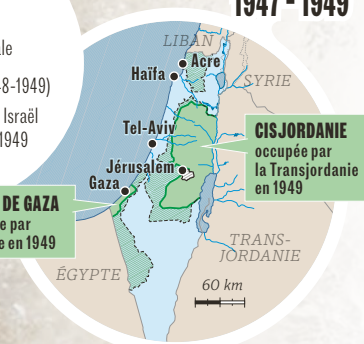 1947 - 1949
ale
-8-1949)
Israël
1949
LIBAN
Acre
Haïfa
SYRIE
Tel-Aviv
CISJORDANIE
occupée par
la Transjordanie
en 1949
Jérusalem
Gaza
DE GAZA
e par
e en 1949
TRANS-
JORDANIE
ÉGYPTE
60 km